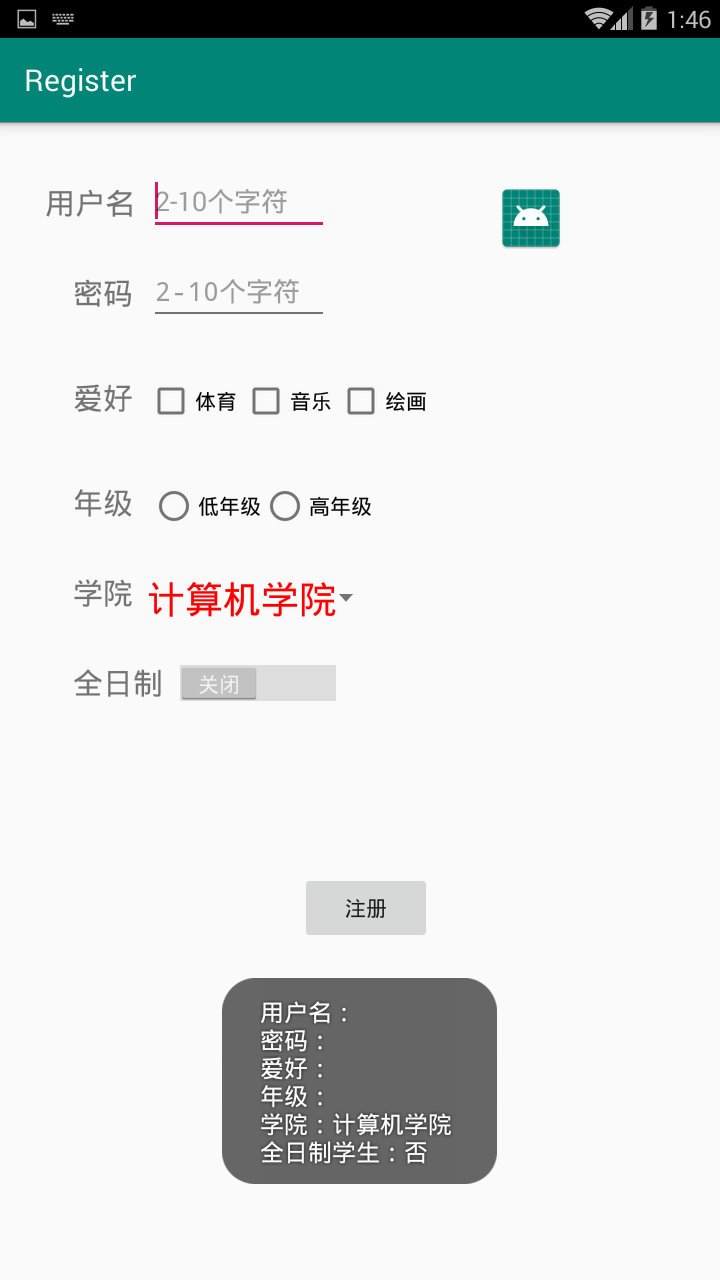 1:46
Register
用户名 2-10个字符
密码 2-10个字符
爱好 体育 音乐 绘画
年级 低年级 高年级
学院 计算机学院
全日制 关闭
注册
用户名：
密码：
爱好：
年级：
学院：计算机学院
全日制学生：否